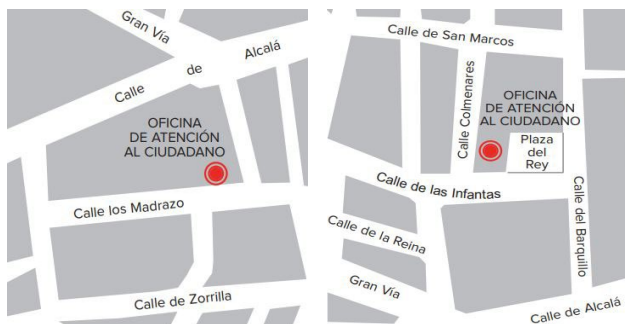 Gran Vía
Calle de Alcalá
OFICINA
DE ATENCIÓN
AL CIUDADANO
Calle los Madrazo
Calle de Zorrilla
Calle de San Marcos
Calle Colmenares
OFICINA
DE ATENCIÓN
AL CIUDADANO
Plaza
del
Rey
Calle de las Infantas
Calle de la Reina
Calle del Barquillo
Gran Vía
Calle de Alcalá